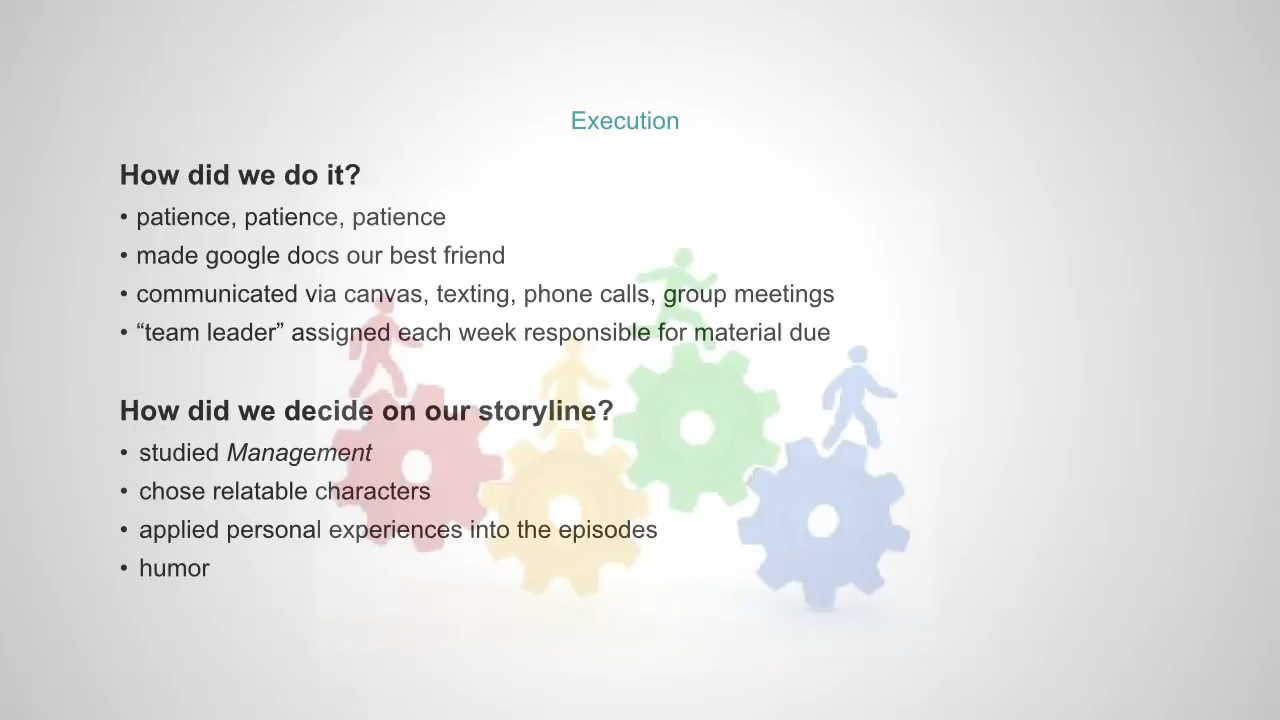 Execution
How did we do it?
• patience, patience, patience
• made google docs our best friend
• communicated via canvas, texting, phone calls, group meetings
• “team leader” assigned each week responsible for material due
How did we decide on our storyline?
• studied Management
• chose relatable characters
• applied personal experiences into the episodes
• humor